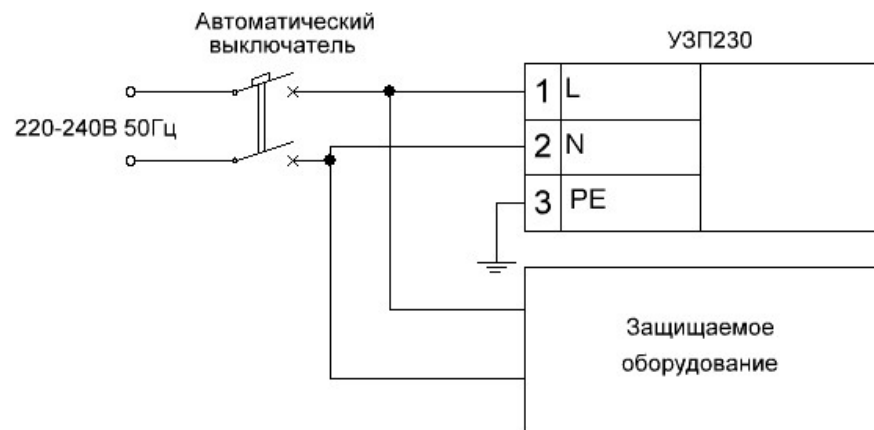 Автоматический
выключатель
УЗП230
220-240В 50Гц
1 L
2 N
3 PE
Защищаемое
оборудование